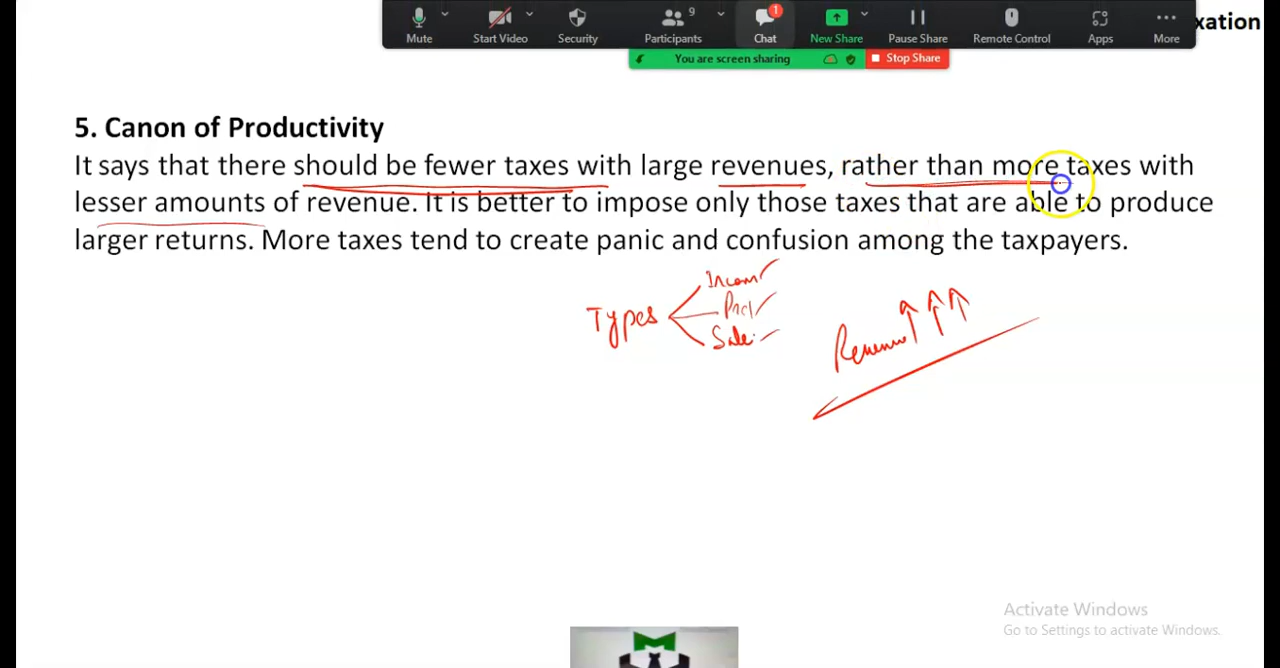 9
1
Mute
Start Video
Security
Participants
Chat
New Share
Pause Share
Remote Control
Apps
More
xation
You are screen sharing
Stop Share
5. Canon of Productivity
It says that there should be fewer taxes with large revenues, rather than more taxes with
lesser amounts of revenue. It is better to impose only those taxes that are able to produce
larger returns. More taxes tend to create panic and confusion among the taxpayers.
Types
Incom
Sale
Revenue
Activate Windows
Go to Settings to activate Windows.